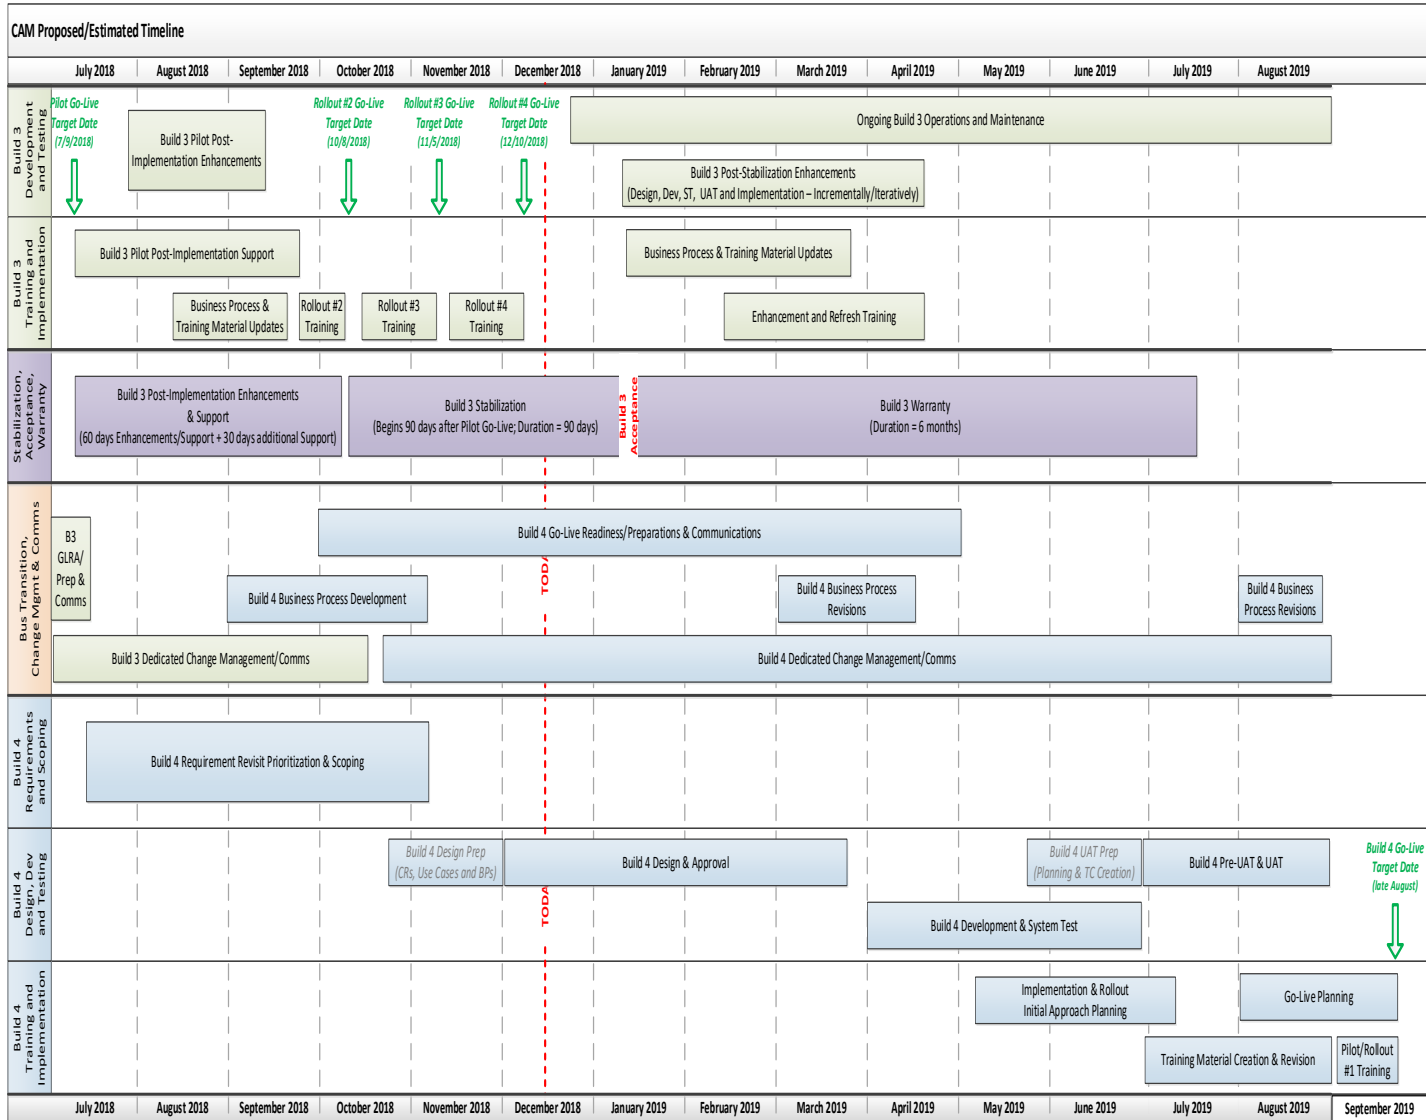 CAM Proposed/Estimated Timeline
July 2018
August 2018
September 2018
October 2018
November 2018
December 2018
January 2019
February 2019
March 2019
April 2019
May 2019
June 2019
July 2019
August 2019
Build 3
Development
and Testing
Pilot Go-Live
Target Date
(7/9/2018)
Build 3 Pilot Post-
Implementation Enhancements
Rollout #2 Go-Live
Target Date
(10/8/2018)
Rollout #3 Go-Live
Target Date
(11/5/2018)
Rollout #4 Go-Live
Target Date
(12/10/2018)
Ongoing Build 3 Operations and Maintenance
Build 3 Post-Stabilization Enhancements
(Design, Dev, ST, UAT and Implementation – Incrementally/Iteratively)
Build 3
Training and
Implementation
Build 3 Pilot Post-Implementation Support
Business Process & Training Material Updates
Business Process &
Training Material Updates
Rollout #2
Training
Rollout #3
Training
Rollout #4
Training
Enhancement and Refresh Training
Stabilization,
Acceptance,
Warranty
Build 3 Post-Implementation Enhancements
& Support
(60 days Enhancements/Support + 30 days additional Support)
Build 3 Stabilization
(Begins 90 days after Pilot Go-Live; Duration = 90 days)
Build 3
Acceptance
Build 3 Warranty
(Duration = 6 months)
Bus Transition,
Change Mgmt & Comms
B3
GLRA/
Prep &
Comms
Build 4 Go-Live Readiness/Preparations & Communications
TODA
Build 4 Business Process Development
Build 4 Business Process
Revisions
Build 4 Business
Process Revisions
Build 3 Dedicated Change Management/Comms
Build 4 Dedicated Change Management/Comms
Build 4
Requirements
and Scoping
Build 4 Requirement Revisit Prioritization & Scoping
Build 4
Design, Dev
and Testing
Build 4 Design Prep
(CRs, Use Cases and BPs)
Build 4 Design & Approval
Build 4 UAT Prep
(Planning & TC Creation)
Build 4 Pre-UAT & UAT
Build 4 Go-Live
Target Date
(late August)
TODA
Build 4 Development & System Test
Build 4
Training and
Implementation
Implementation & Rollout
Initial Approach Planning
Go-Live Planning
Training Material Creation & Revision
Pilot/Rollout
#1 Training
July 2018
August 2018
September 2018
October 2018
November 2018
December 2018
January 2019
February 2019
March 2019
April 2019
May 2019
June 2019
July 2019
August 2019
September 2019